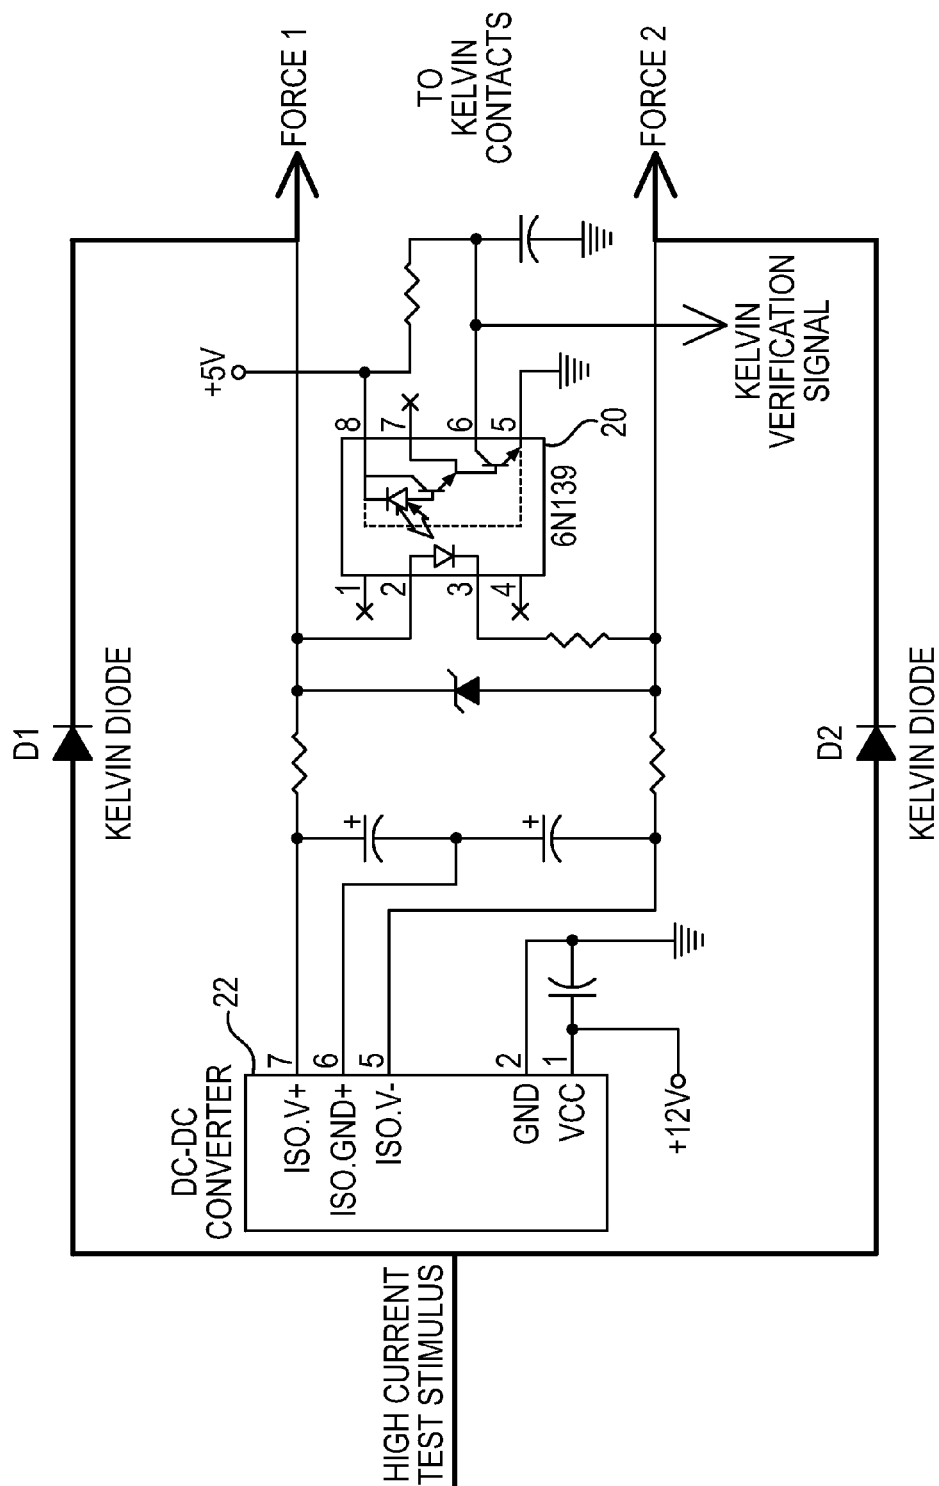 FORCE 1
TO
KELVIN
CONTACTS
FORCE 2
+5V
KELVIN
VERIFICATION
SIGNAL
8
7
6
5
20
6N139
1
2
3
4
D1
KELVIN DIODE
D2
KELVIN DIODE
+
+
22
DC-DC
CONVERTER
7
6
5
2
1
ISO.V+
ISO.GND+
ISO.V-
GND
VCC
+12V
HIGH CURRENT
TEST STIMULUS